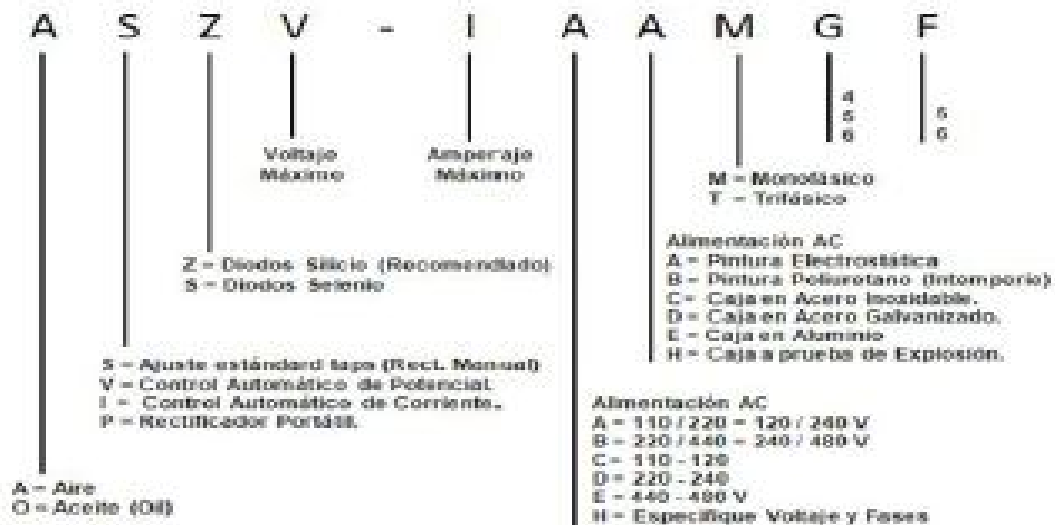 A S Z V - I A A M G F
4
5
6
5
6
Voltaje
Máximo
Amperaje
Máximo
M = Monofásico
T = Trifásico
Z = Diodos Silicio (Recomendado)
S = Diodos Selenio
Alimentación AC
A = Pintura Electrostática
B = Pintura Poliuretano (Intemperie)
C = Caja en Acero Inoxidable.
D = Caja en Acero Galvanizado.
E = Caja en Aluminio
H = Caja a prueba de Explosión.
S = Ajuste estándard taps (Rect. Manual)
V = Control Automático de Potencial.
I = Control Automático de Corriente.
P = Rectificador Portátil.
Alimentación AC
A = 110 / 220 = 120 / 240 V
B = 220 / 440 = 240 / 480 V
C = 110 - 120
D = 220 - 240
E = 440 - 480 V
H = Especifique Voltaje y Fases
A = Aire
O = Aceite (Oil)